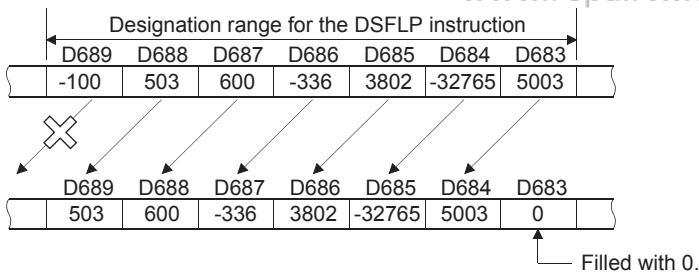 Designation range for the DSFLP instruction
D689 D688 D687 D686 D685 D684 D683
-100 503 600 -336 3802 -32765 5003
D689 D688 D687 D686 D685 D684 D683
503 600 -336 3802 -32765 5003 0
Filled with 0.